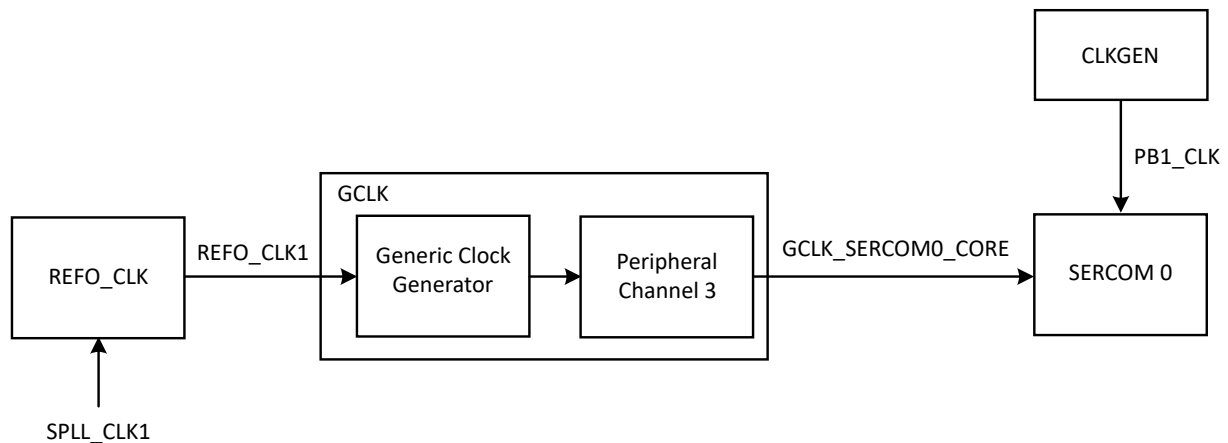 CLKGEN
PB1_CLK
GCLK
REFO_CLK
REFO_CLK1
Generic Clock
Generator
Peripheral
Channel 3
GCLK_SERCOM0_CORE
SERCOM 0
SPLL_CLK1